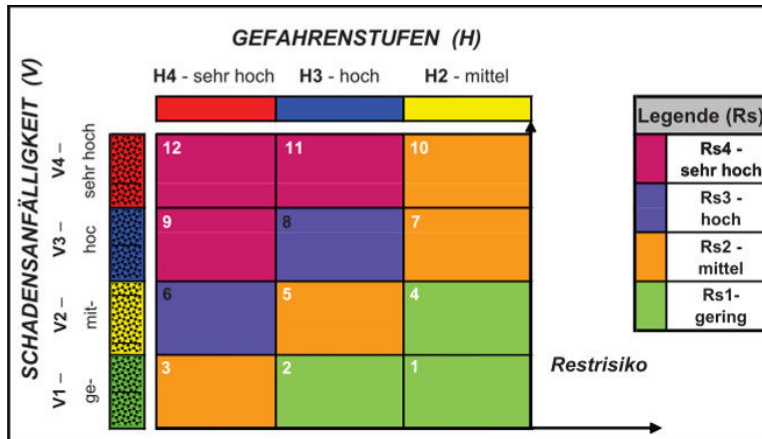 GEFAHRENSTUFEN (H)
H4 - sehr hoch H3 - hoch H2 - mittel
SCHADENSANFÄLLIGKEIT (V)
V4 –
sehr hoch
12 11 10
V3 –
hoc
9 8 7
V2 –
mit-
6 5 4
V1 –
ge-
3 2 1
Restrisiko
Legende (Rs)
Rs4 -
sehr hoch
Rs3 -
hoch
Rs2 -
mittel
Rs1-
gering